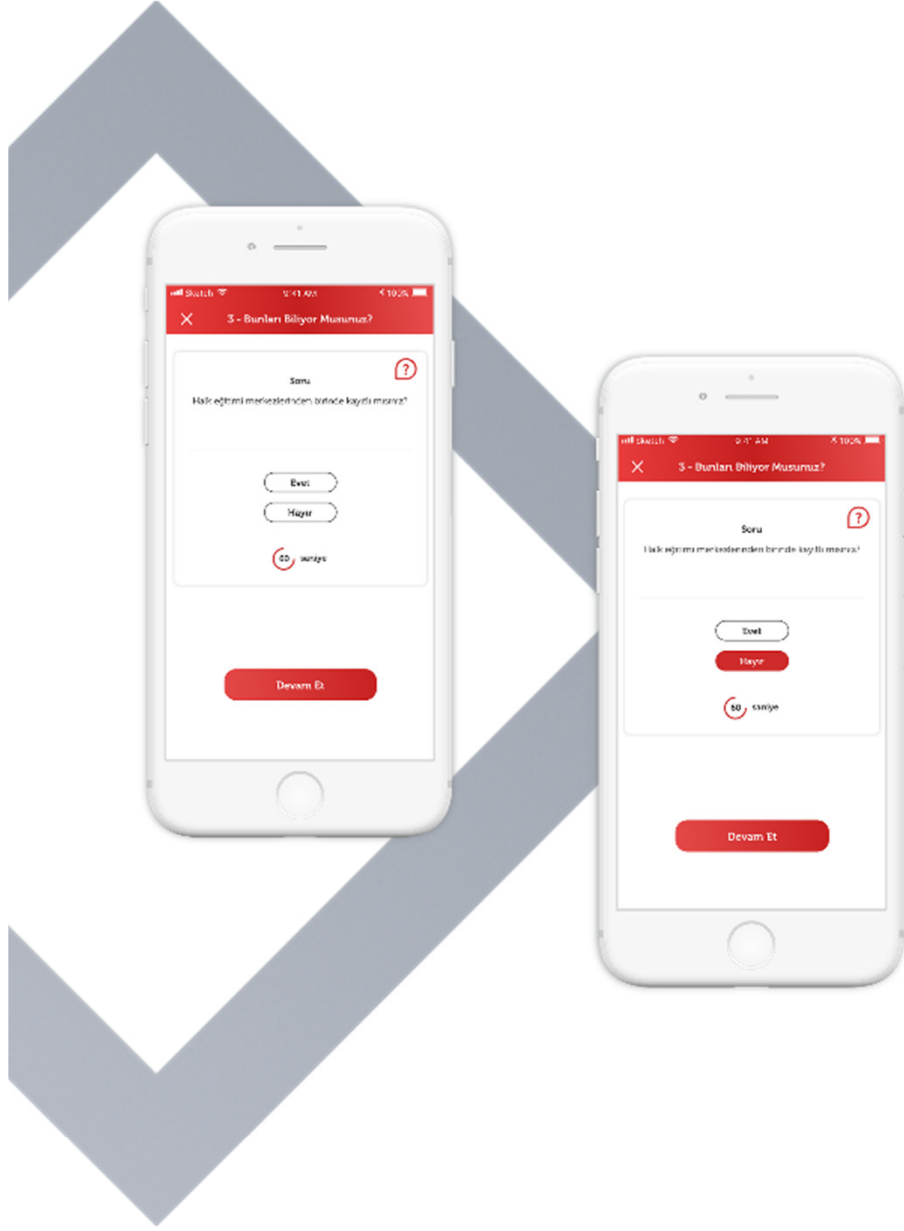 Sketch
9:41 AM
100%
3 - Bunları Biliyor Musunuz?
?
Soru
Halk eğitimi merkezlerinden birinde kayıtlı mısınız?
Evet
Hayır
60 saniye
Devam Et
Sketch
9:41 AM
100%
3 - Bunları Biliyor Musunuz?
?
Soru
Halk eğitimi merkezlerinden birinde kayıtlı mısınız?
Evet
Hayır
60 saniye
Devam Et